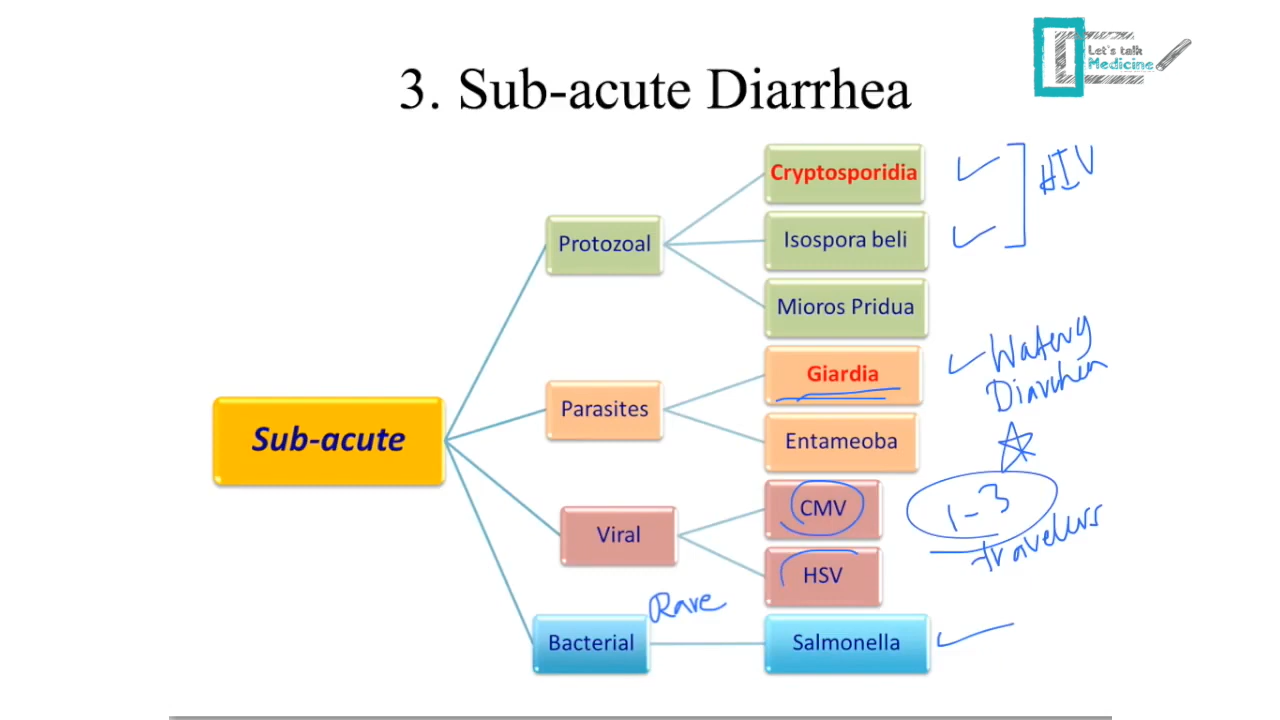 Let's talk
Medicine
3. Sub-acute Diarrhea
Sub-acute
Protozoal
Cryptosporidia
Isospora beli
HIV
Mioros Pridua
Parasites
Giardia
Watery
Diarrhea
Entameoba
Viral
CMV
1-3
travelers
HSV
Bacterial
Rare
Salmonella